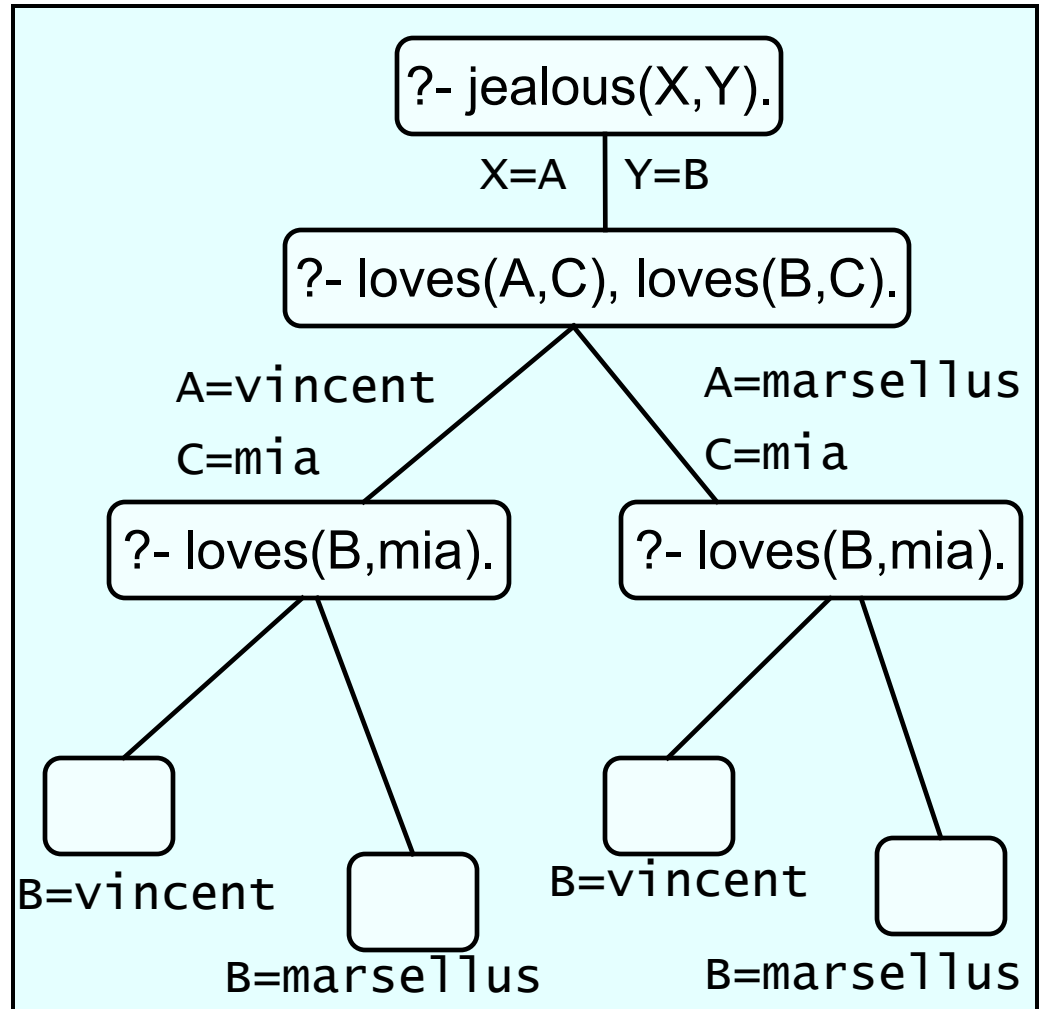 ?- jealous(X,Y).
X=A Y=B
?- loves(A,C), loves(B,C).
A=vincent
C=mia
A=marsellus
C=mia
?- loves(B,mia).
?- loves(B,mia).
B=vincent
B=marsellus
B=vincent
B=marsellus